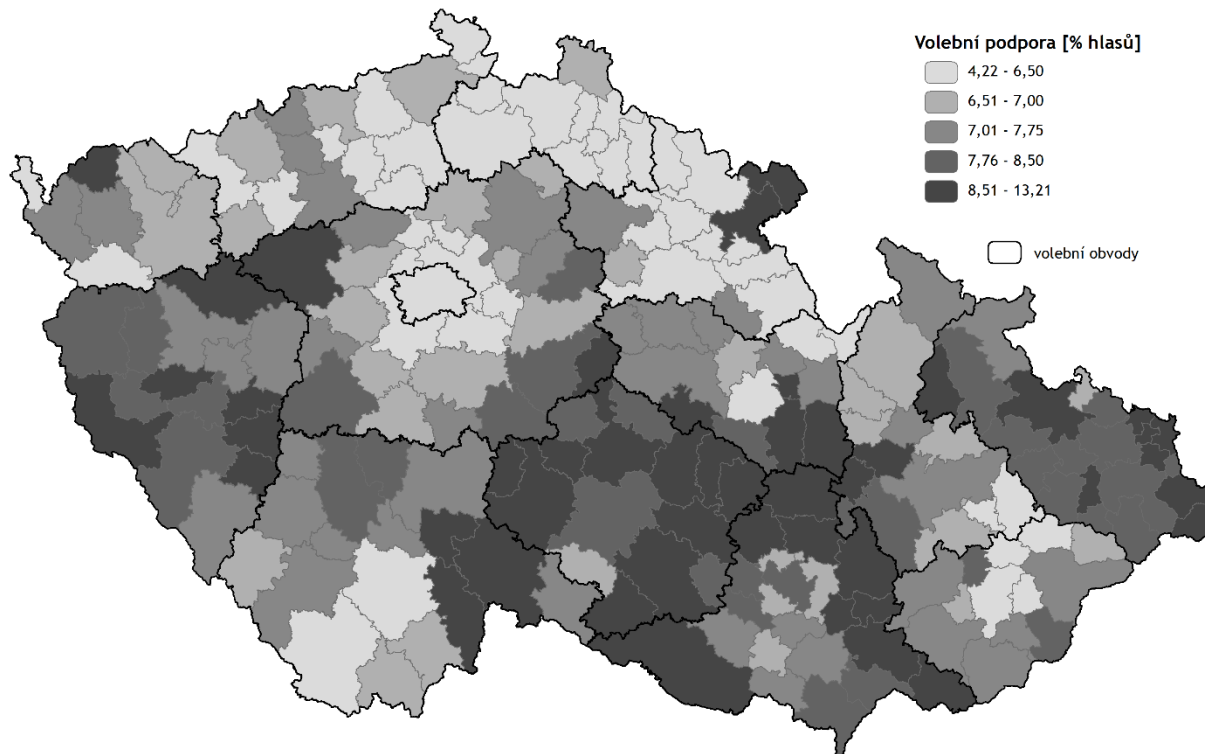 Volební podpora [% hlasů]
4,22 - 6,50
6,51 - 7,00
7,01 - 7,75
7,76 - 8,50
8,51 - 13,21
volební obvody